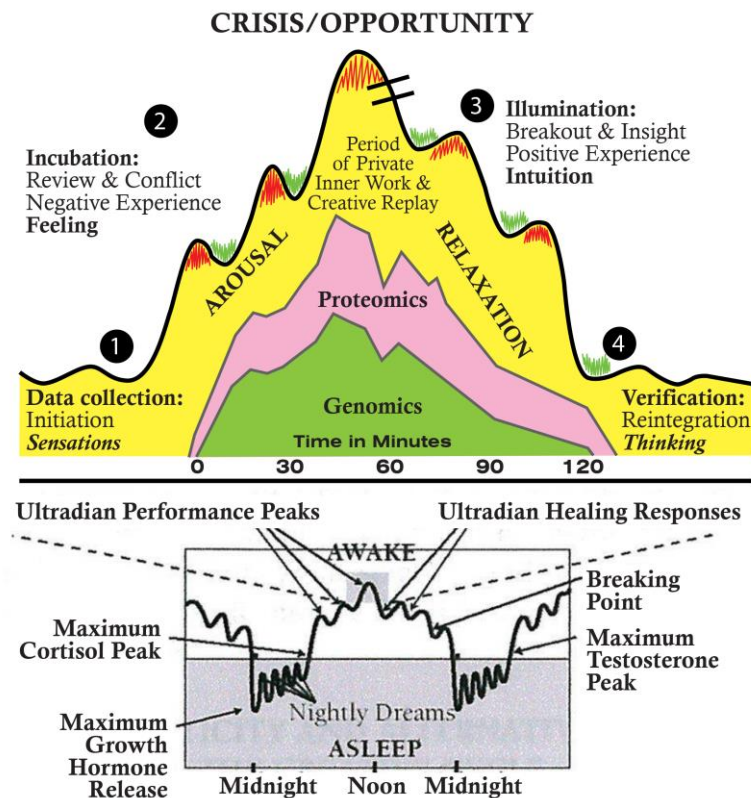 CRISIS/OPPORTUNITY
2
Incubation:
Review & Conflict
Negative Experience
Feeling
3
Illumination:
Breakout & Insight
Positive Experience
Intuition
Period
of Private
Inner Work &
Creative Replay
AROUSAL
RELAXATION
Proteomics
Genomics
1
Data collection:
Initiation
Sensations
4
Verification:
Reintegration
Thinking
Time in Minutes
0 30 60 90 120
Ultradian Performance Peaks
Ultradian Healing Responses
AWAKE
Breaking
Point
Maximum
Cortisol Peak
Maximum
Testosterone
Peak
Nightly Dreams
ASLEEP
Maximum
Growth
Hormone
Release
Midnight Noon Midnight